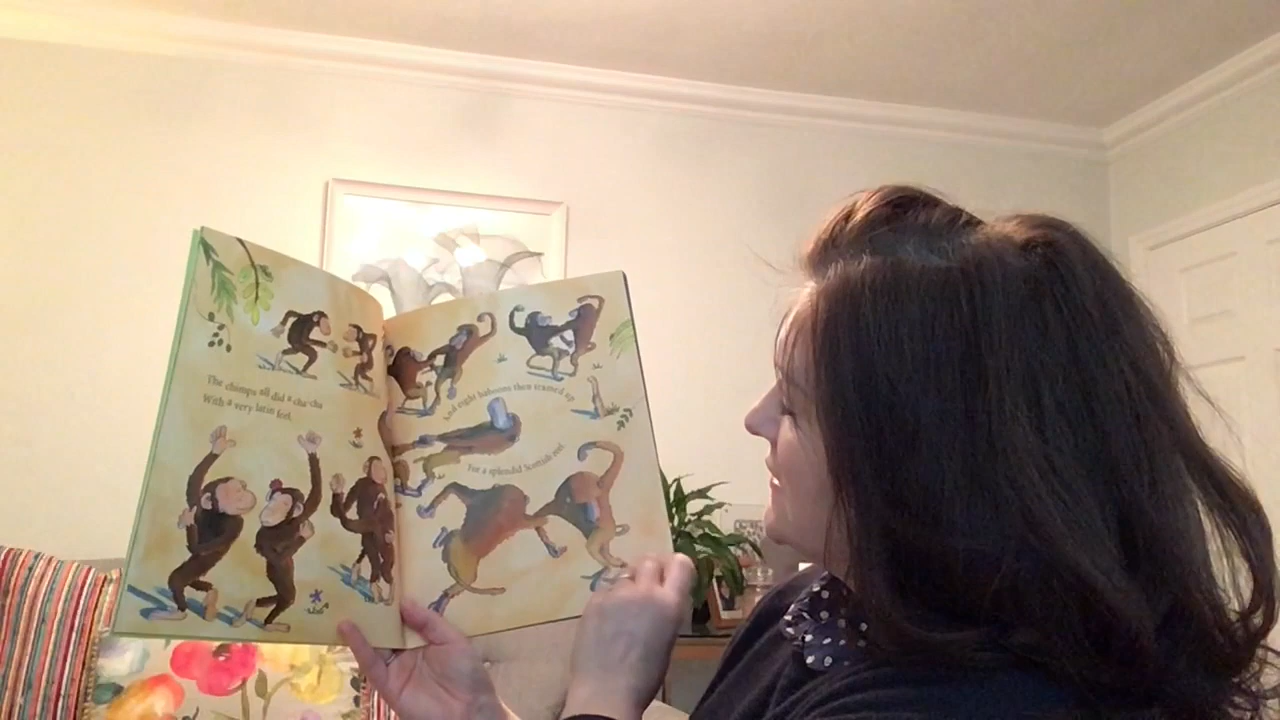 The chimps all did a cha-cha
With a very latin feel.
And eight baboons then teamed up
For a splendid Scottish reel.